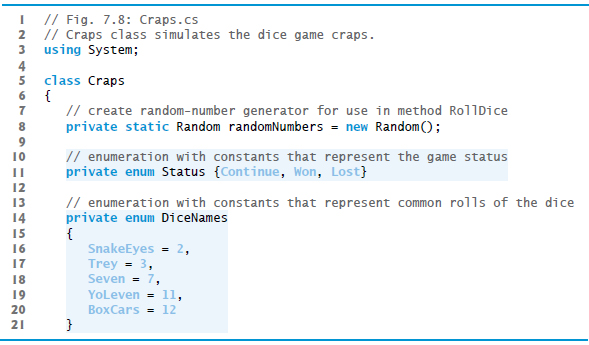 1 // Fig. 7.8: Craps.cs
2 // Craps class simulates the dice game craps.
3 using System;
4
5 class Craps
6 {
7 // create random-number generator for use in method RollDice
8 private static Random randomNumbers = new Random();
9
10 // enumeration with constants that represent the game status
11 private enum Status {Continue, Won, Lost}
12
13 // enumeration with constants that represent common rolls of the dice
14 private enum DiceNames
15 {
16 SnakeEyes = 2,
17 Trey = 3,
18 Seven = 7,
19 YoLeven = 11,
20 BoxCars = 12
21 }